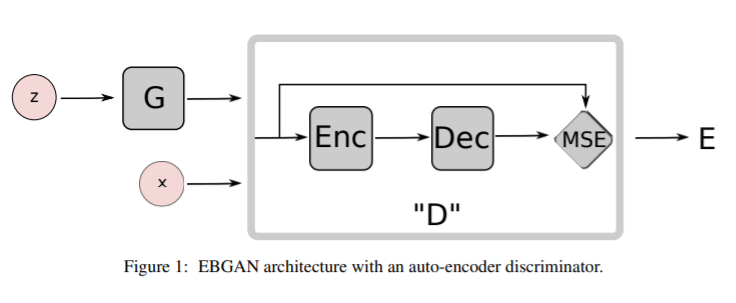 z
G
x
Enc
Dec
MSE
E
"D"
Figure 1: EBGAN architecture with an auto-encoder discriminator.